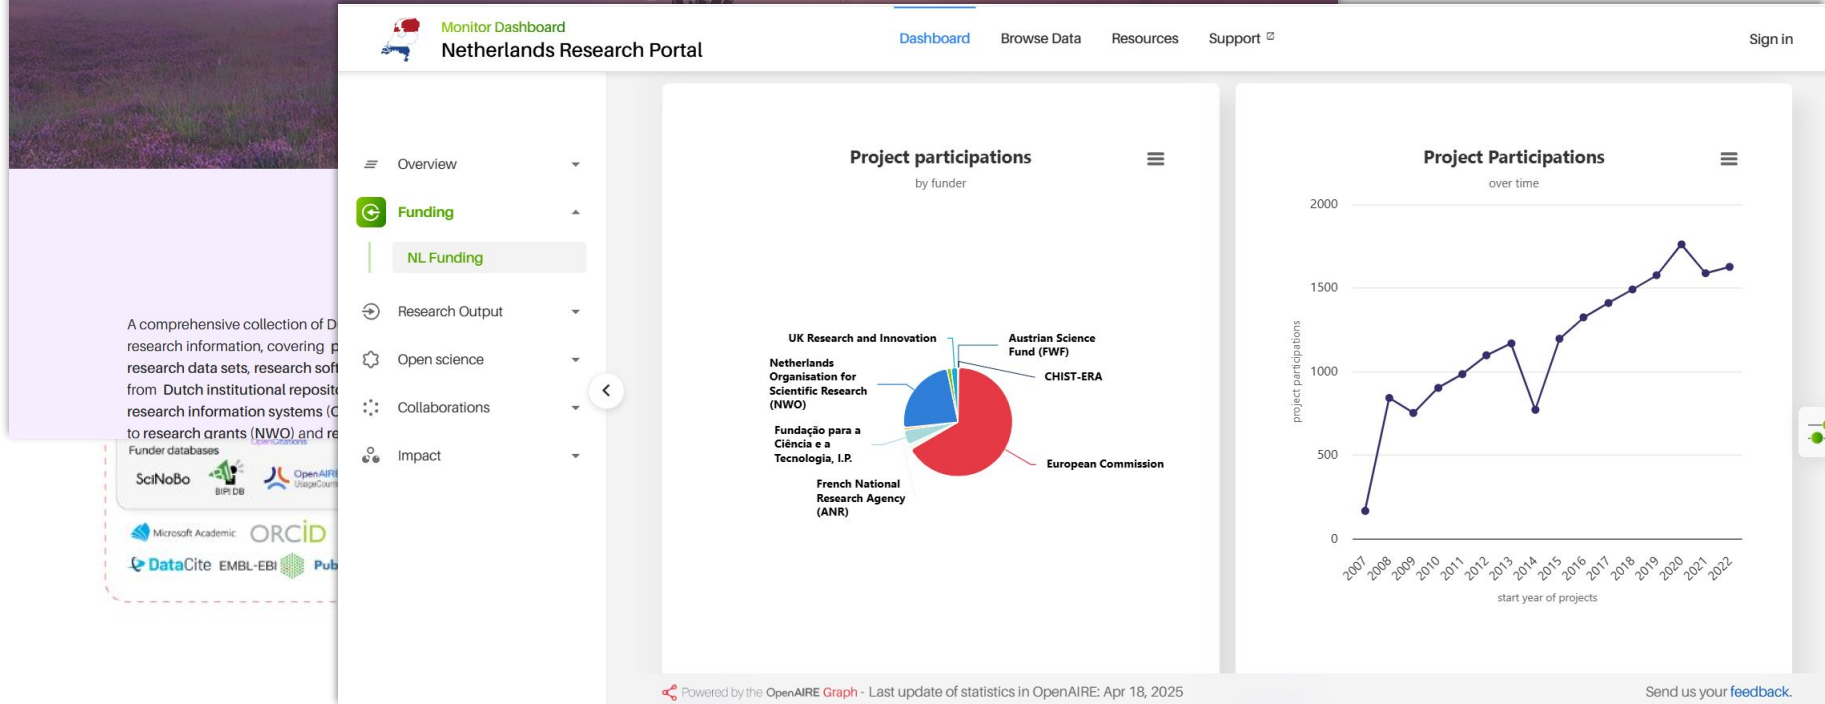 Monitor Dashboard
Netherlands Research Portal
Dashboard
Browse Data
Resources
Support
Sign in
Overview
Funding
NL Funding
Research Output
Open science
Collaborations
Impact
Project participations
by funder
UK Research and Innovation
Austrian Science
Fund (FWF)
CHIST-ERA
Netherlands
Organisation for
Scientific Research
(NWO)
Fundação para a
Ciência e a
Tecnologia, I.P.
French National
Research Agency
(ANR)
European Commission
Project Participations
over time
2000
1500
1000
500
0
project participations
2007 2008 2009 2010 2011 2012 2013 2014 2015 2016 2017 2018 2019 2020 2021 2022
start year of projects
Powered by the OpenAIRE Graph - Last update of statistics in OpenAIRE: Apr 18, 2025
Send us your feedback.
A comprehensive collection of D
research information, covering p
research data sets, research soft
from Dutch institutional reposito
research information systems (C
to research grants (NWO) and re
OpenCitations
Funder databases
SciNoBo
BIP! DB
OpenAIRE
UsageCount
Microsoft Academic
ORCID
DataCite
EMBL-EBI
Pub